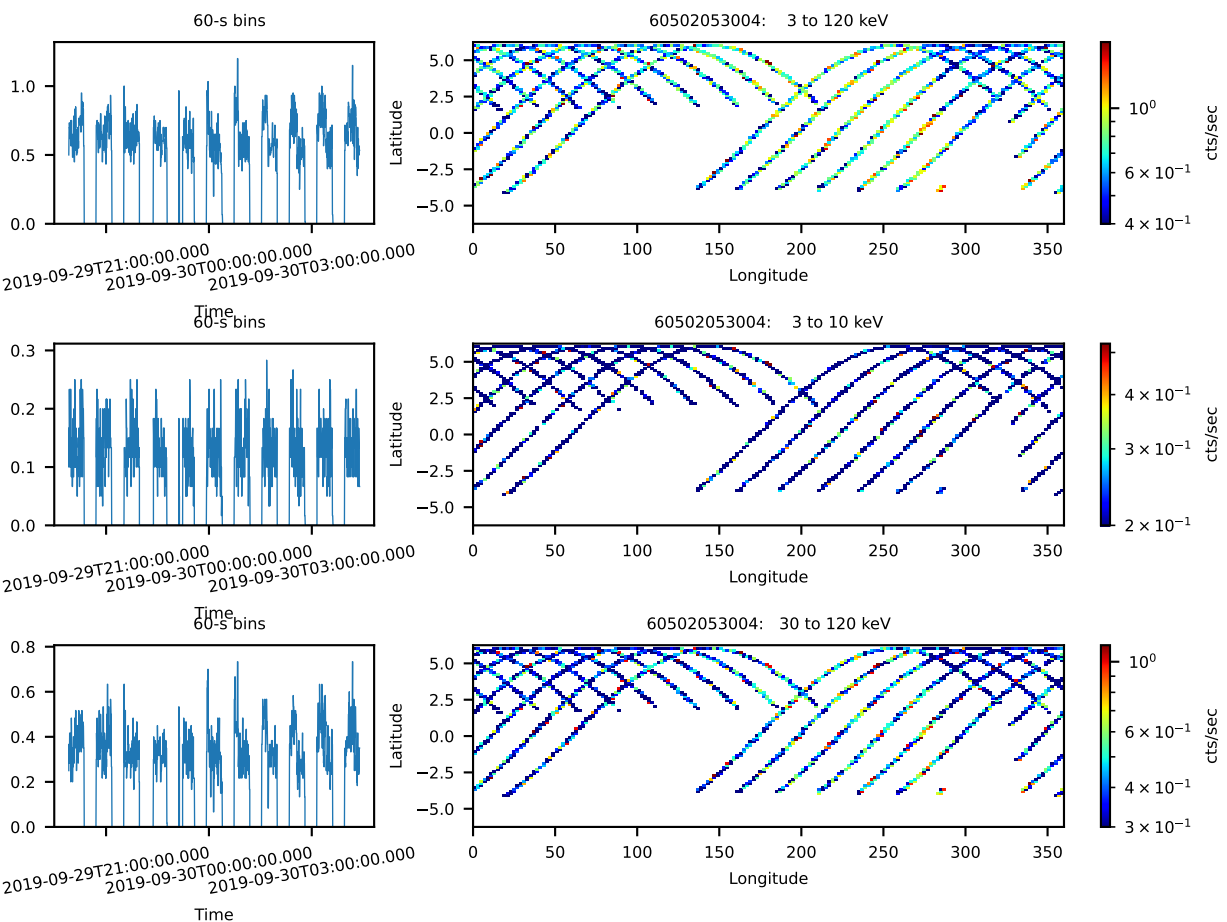 60-s bins
60502053004:    3 to 120 keV
1.0
0.5
0.0
2019-09-29T21:00:00.000
2019-09-30T00:00:00.000
2019-09-30T03:00:00.000
Time
Latitude
5.0
2.5
0.0
−2.5
−5.0
0 50 100 150 200 250 300 350
Longitude
10⁰
6 × 10⁻¹
4 × 10⁻¹
cts/sec
60-s bins
60502053004:    3 to 10 keV
0.3
0.2
0.1
0.0
2019-09-29T21:00:00.000
2019-09-30T00:00:00.000
2019-09-30T03:00:00.000
Time
Latitude
5.0
2.5
0.0
−2.5
−5.0
0 50 100 150 200 250 300 350
Longitude
4 × 10⁻¹
3 × 10⁻¹
2 × 10⁻¹
cts/sec
60-s bins
60502053004:   30 to 120 keV
0.8
0.6
0.4
0.2
0.0
2019-09-29T21:00:00.000
2019-09-30T00:00:00.000
2019-09-30T03:00:00.000
Time
Latitude
5.0
2.5
0.0
−2.5
−5.0
0 50 100 150 200 250 300 350
Longitude
10⁰
6 × 10⁻¹
4 × 10⁻¹
3 × 10⁻¹
cts/sec